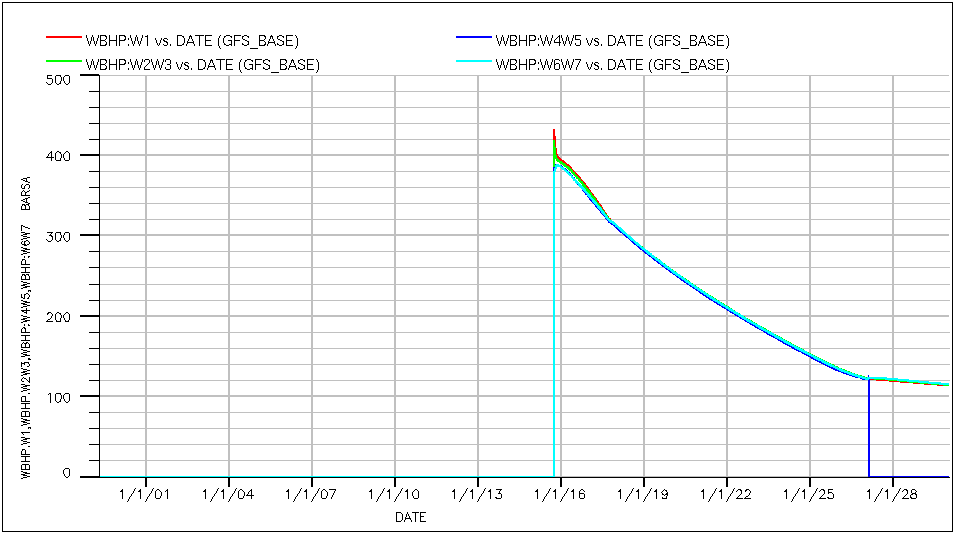 WBHP:W1 vs. DATE (GFS_BASE)
WBHP:W4W5 vs. DATE (GFS_BASE)
WBHP:W2W3 vs. DATE (GFS_BASE)
WBHP:W6W7 vs. DATE (GFS_BASE)
500
400
300
200
100
0
WBHP:W1,WBHP:W2W3,WBHP:W4W5,WBHP:W6W7 BARSA
1/1/01 1/1/04 1/1/07 1/1/10 1/1/13 1/1/16 1/1/19 1/1/22 1/1/25 1/1/28
DATE